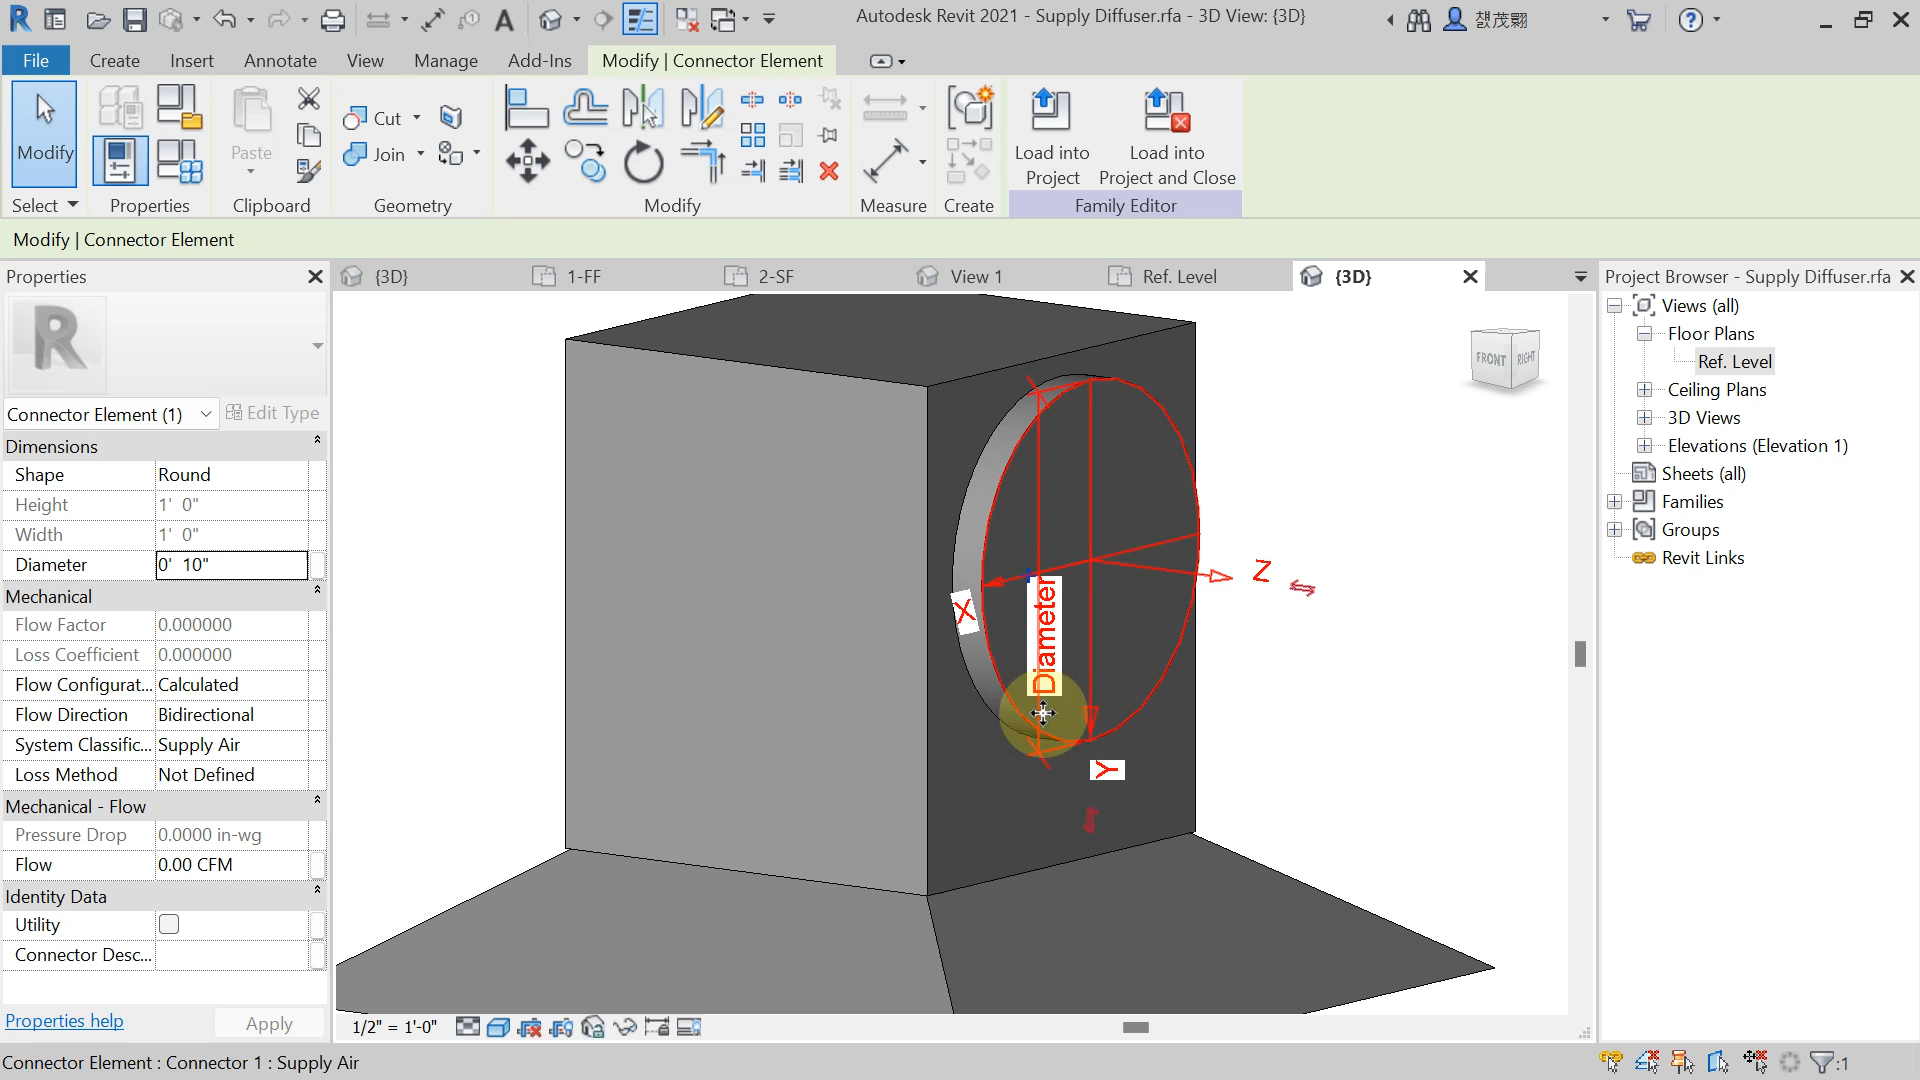 Autodesk Revit 2021 - Supply Diffuser.rfa - 3D View: {3D}
File Create Insert Annotate View Manage Add-Ins Modify | Connector Element
Modify Paste Cut Join Load into Project Load into Project and Close
Select Properties Clipboard Geometry Modify Measure Create Family Editor
Modify | Connector Element
Properties
{3D} 1-FF 2-SF View 1 Ref. Level {3D}
Project Browser - Supply Diffuser.rfa
Connector Element (1) Edit Type
Dimensions
Shape Round
Height 1' 0"
Width 1' 0"
Diameter 0' 10"
Mechanical
Flow Factor 0.000000
Loss Coefficient 0.000000
Flow Configurat... Calculated
Flow Direction Bidirectional
System Classific... Supply Air
Loss Method Not Defined
Mechanical - Flow
Pressure Drop 0.0000 in-wg
Flow 0.00 CFM
Identity Data
Utility
Connector Desc...
Properties help Apply
X
Diameter
Z
Y
FRONT RIGHT
Views (all)
Floor Plans
Ref. Level
Ceiling Plans
3D Views
Elevations (Elevation 1)
Sheets (all)
Families
Groups
Revit Links
1/2" = 1'-0"
Connector Element : Connector 1 : Supply Air
:1